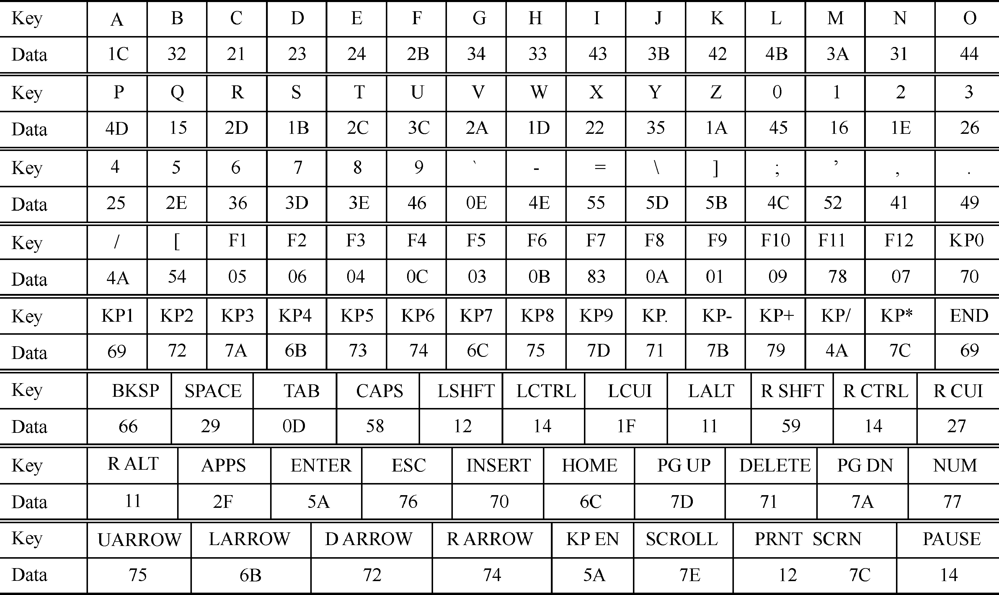 Key A B C D E F G H I J K L M N O
Data 1C 32 21 23 24 2B 34 33 43 3B 42 4B 3A 31 44
Key P Q R S T U V W X Y Z 0 1 2 3
Data 4D 15 2D 1B 2C 3C 2A 1D 22 35 1A 45 16 1E 26
Key 4 5 6 7 8 9 ` - = \ ] ; ’ , .
Data 25 2E 36 3D 3E 46 0E 4E 55 5D 5B 4C 52 41 49
Key / [ F1 F2 F3 F4 F5 F6 F7 F8 F9 F10 F11 F12 KP0
Data 4A 54 05 06 04 0C 03 0B 83 0A 01 09 78 07 70
Key KP1 KP2 KP3 KP4 KP5 KP6 KP7 KP8 KP9 KP. KP- KP+ KP/ KP* END
Data 69 72 7A 6B 73 74 6C 75 7D 71 7B 79 4A 7C 69
Key BKSP SPACE TAB CAPS LSHFT LCTRL LCUI LALT R SHFT R CTRL R CUI
Data 66 29 0D 58 12 14 1F 11 59 14 27
Key R ALT APPS ENTER ESC INSERT HOME PG UP DELETE PG DN NUM
Data 11 2F 5A 76 70 6C 7D 71 7A 77
Key UARROW LARROW D ARROW R ARROW KP EN SCROLL PRNT SCRN PAUSE
Data 75 6B 72 74 5A 7E 12 7C 14